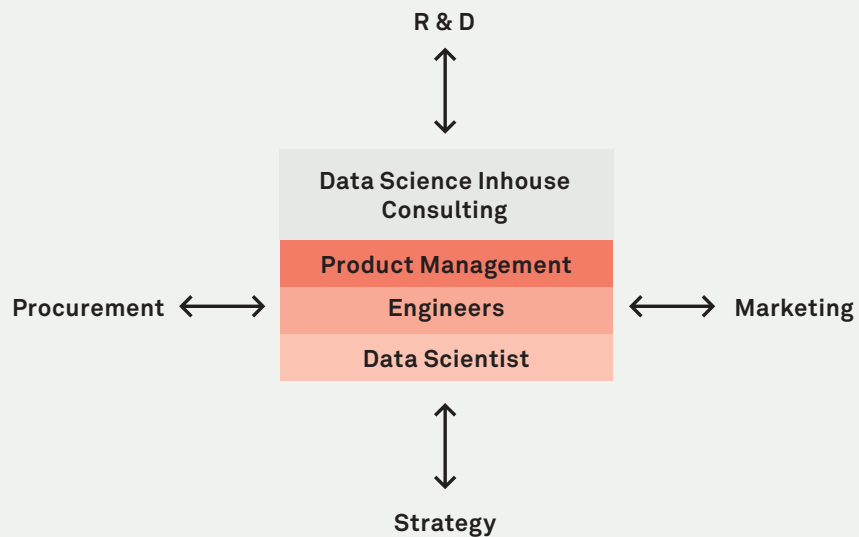 R & D
Data Science Inhouse
Consulting
Product Management
Procurement
Engineers
Marketing
Data Scientist
Strategy